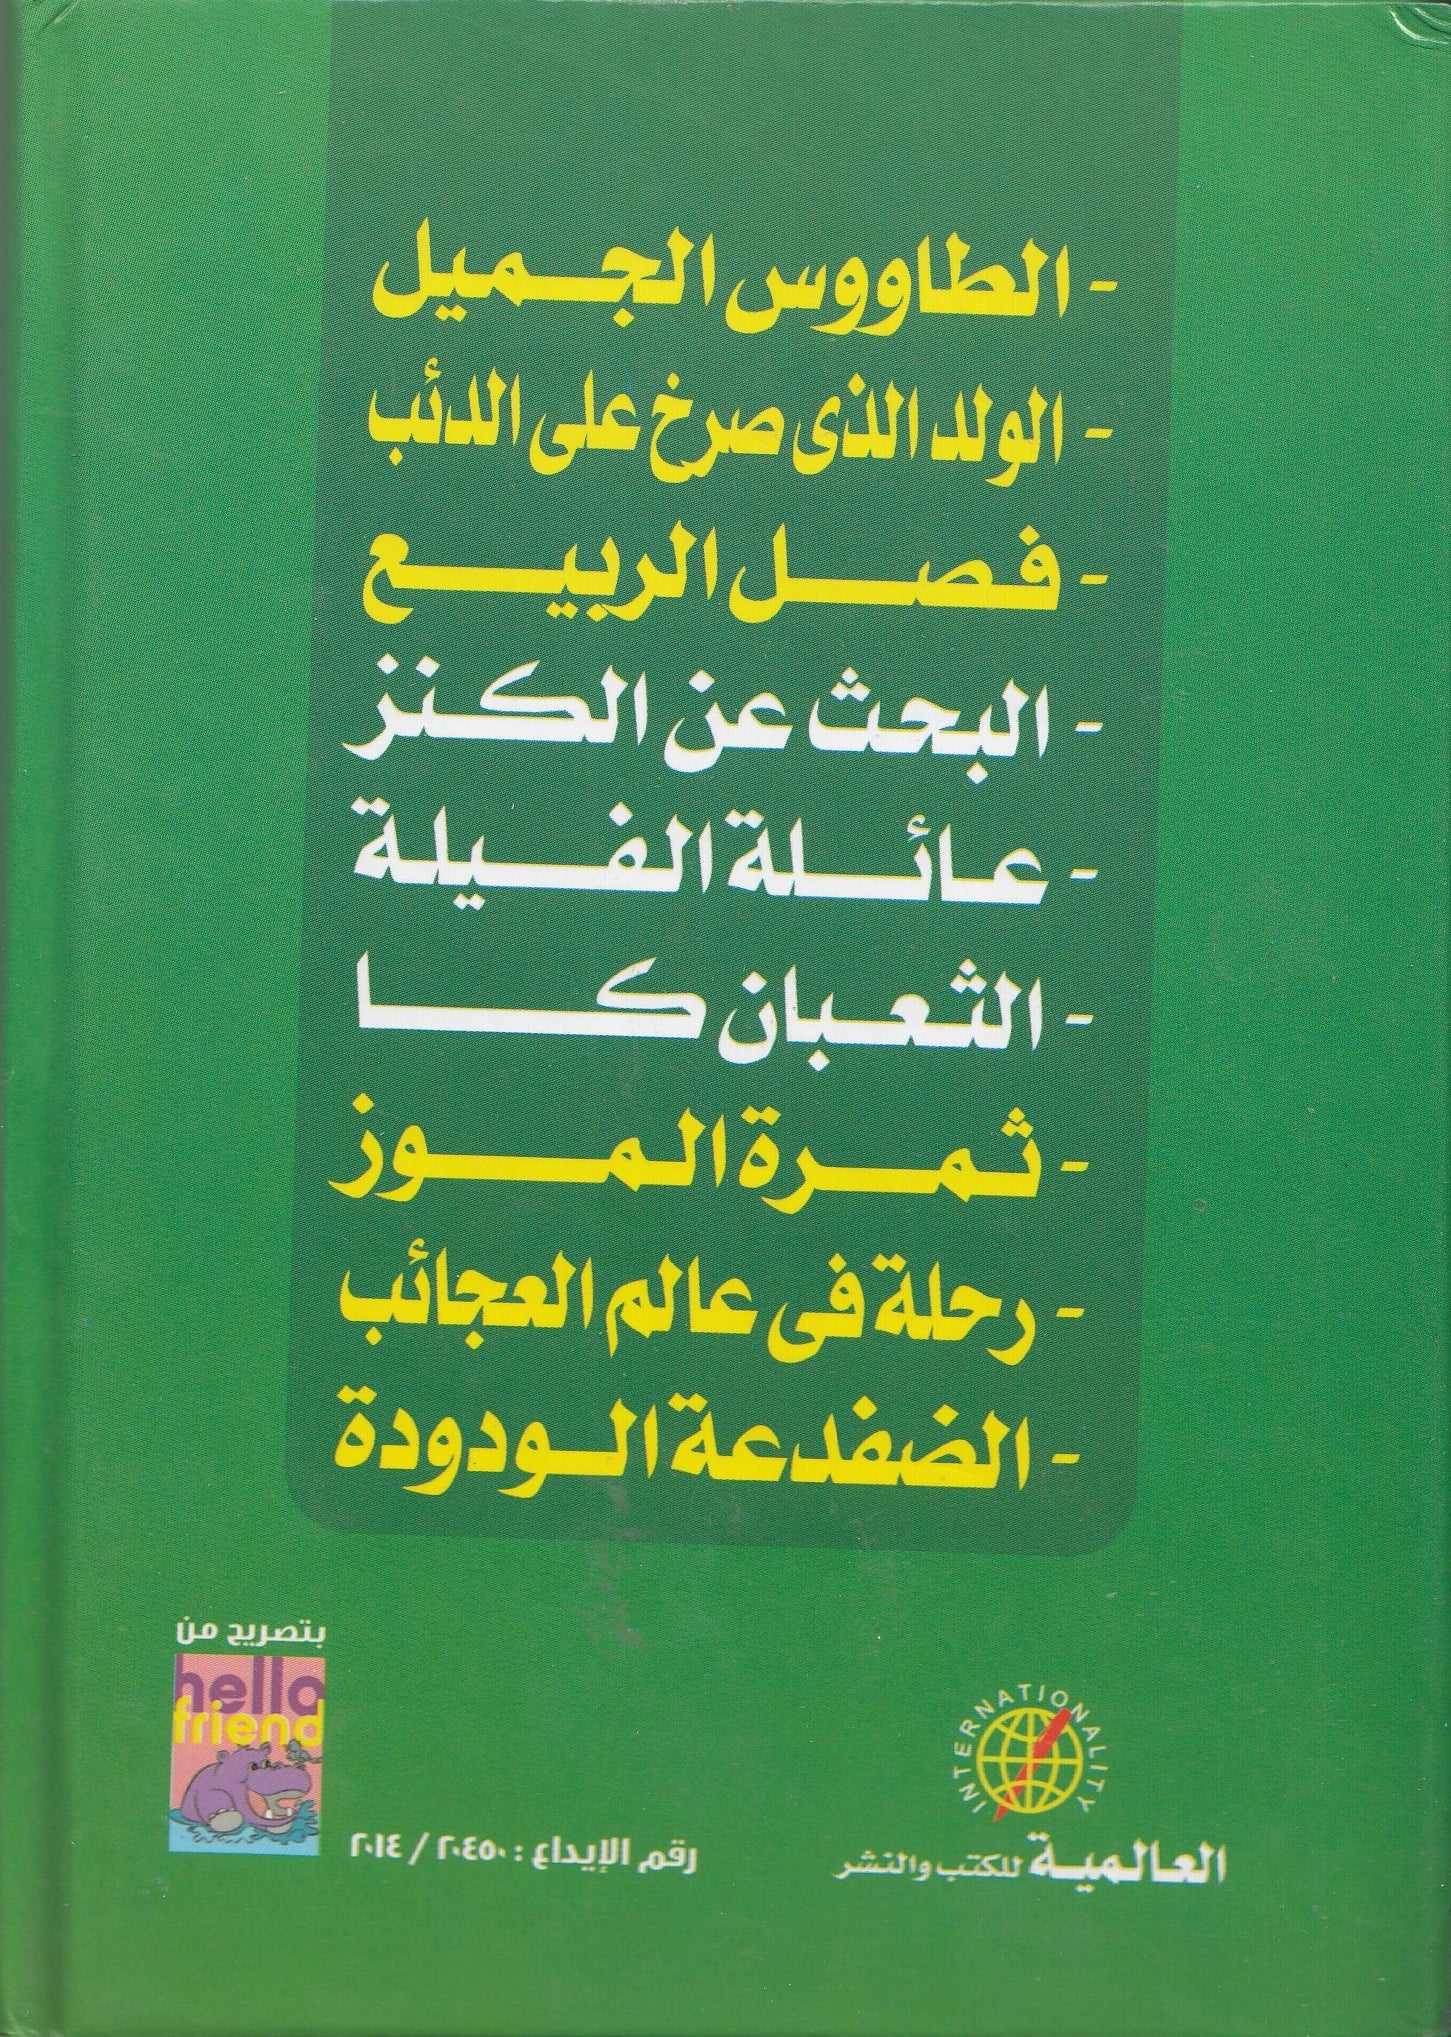 - الطاووس الجميل
- الولد الذى صرخ على الدئب
- فصل الربيع
- البحث عن الكنز
- عائلة الفيلة
- الثعبان كا
- ثمرة الموز
- رحلة فى عالم العجائب
- الضفدعة الودودة
بتصريح من
hello
friend
INTERNATIONALITY
العالمية للكتب والنشر
رقم الإيداع : ٢٠٤٥٠ / ٢٠١٤